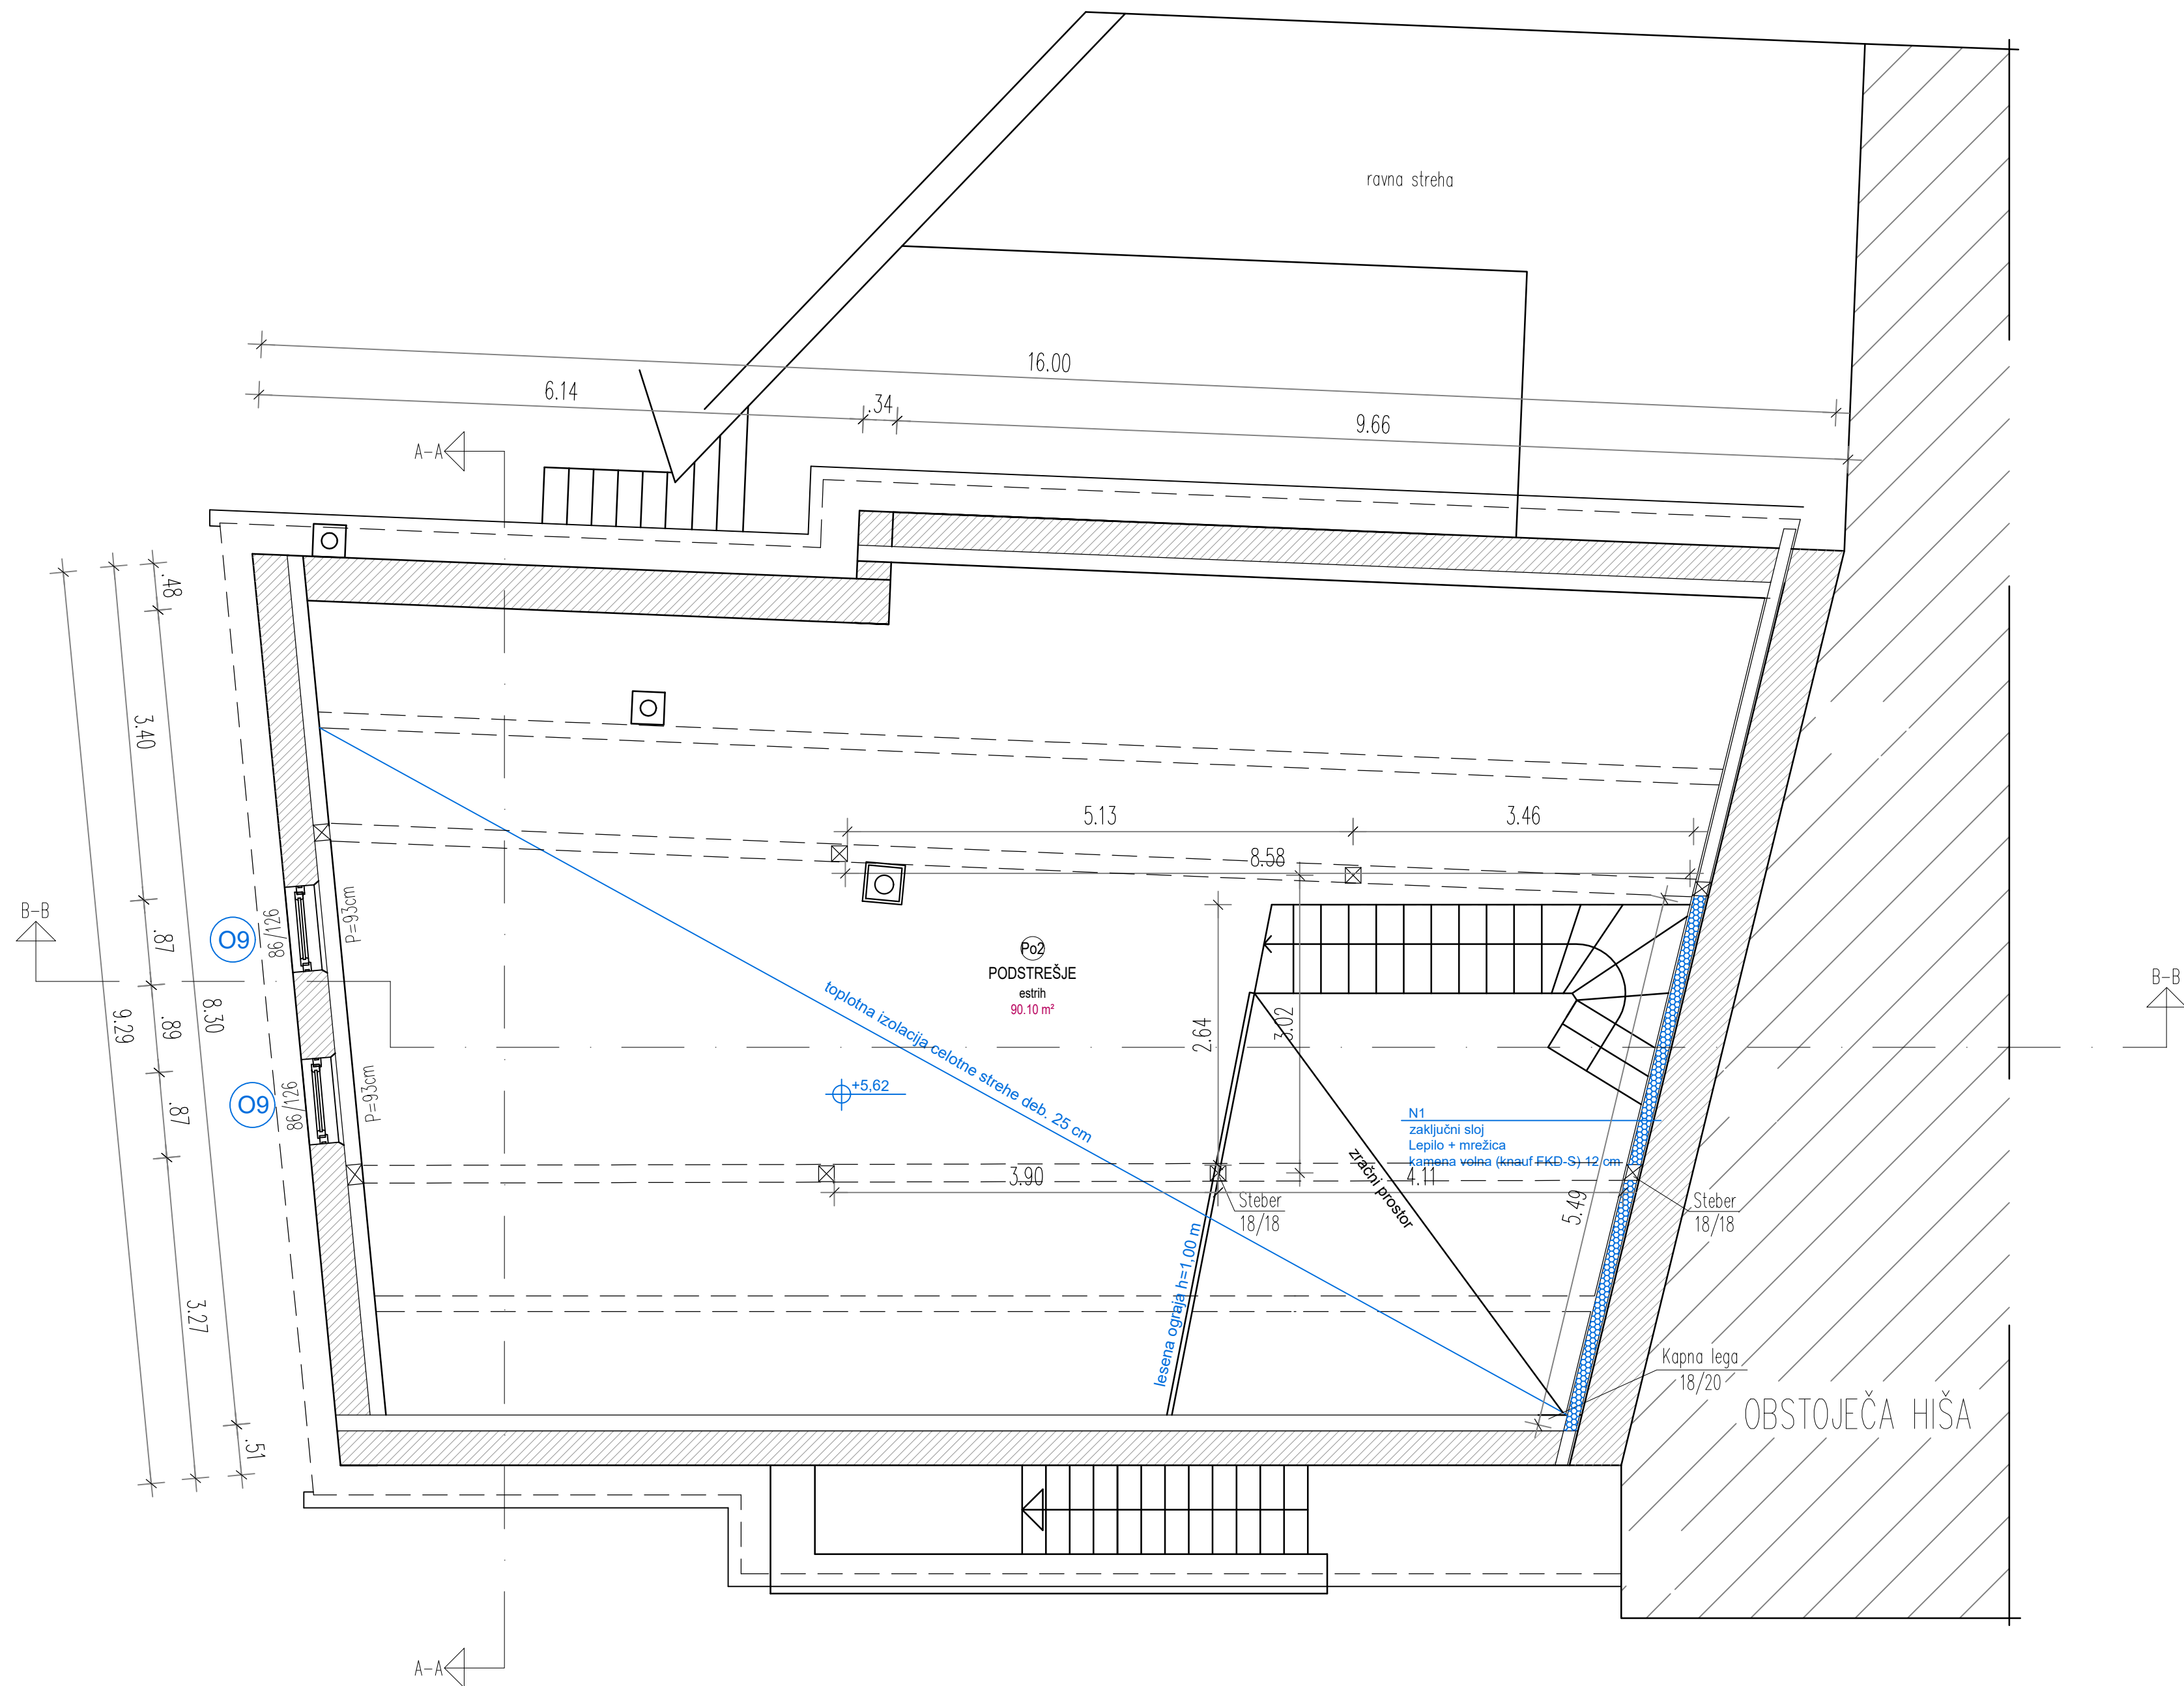 ravna streha
16.00
6.14
.34
9.66
A-A
.48
3.40
5.13
3.46
8.58
B-B
O9
86/126
P=93cm
.87
Po2
PODSTREŠJE
estrih
90.10 m²
B-B
9.29
8.30
.89
2.64
3.02
toplotna izolacija celotne strehe deb. 25 cm
+5,62
O9
86/126
P=93cm
.87
N1
zaključni sloj
Lepilo + mrežica
kamena volna (knauf FKD-S) 12 cm
zračni prostor
3.90
4.11
Steber
18/18
5.49
Steber
18/18
lesena ograja h=1,00 m
3.27
Kapna lega
18/20
OBSTOJEČA HIŠA
.51
A-A